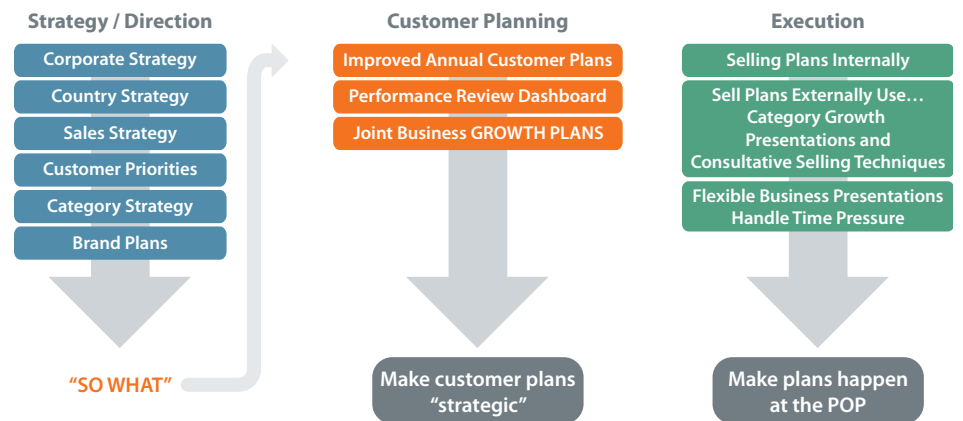 Strategy / Direction
Corporate Strategy
Country Strategy
Sales Strategy
Customer Priorities
Category Strategy
Brand Plans
“SO WHAT”
Customer Planning
Improved Annual Customer Plans
Performance Review Dashboard
Joint Business GROWTH PLANS
Make customer plans
“strategic”
Execution
Selling Plans Internally
Sell Plans Externally Use…
Category Growth
Presentations and
Consultative Selling Techniques
Flexible Business Presentations
Handle Time Pressure
Make plans happen
at the POP